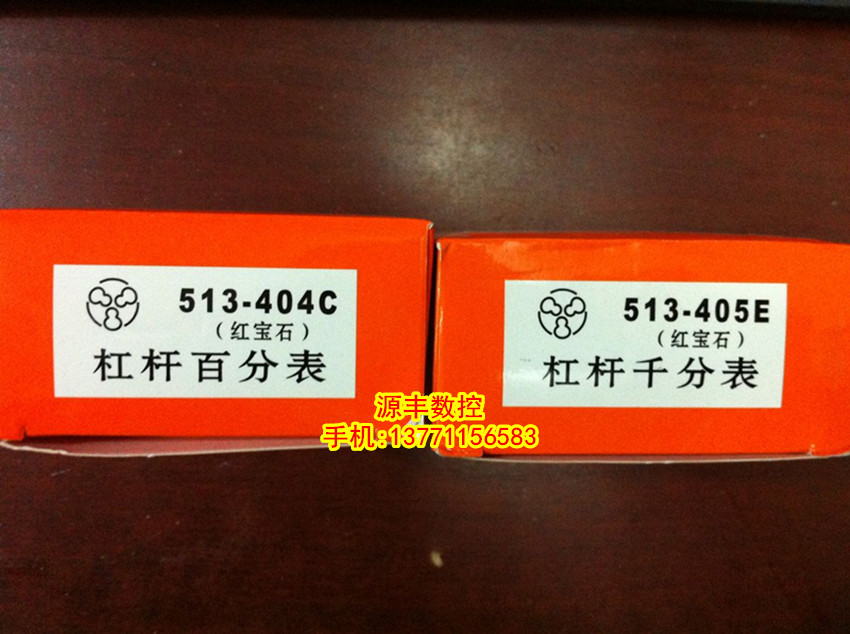 513-404C
（红宝石）
杠杆百分表
513-405E
（红宝石）
杠杆千分表
源丰数控
手机:13771156583